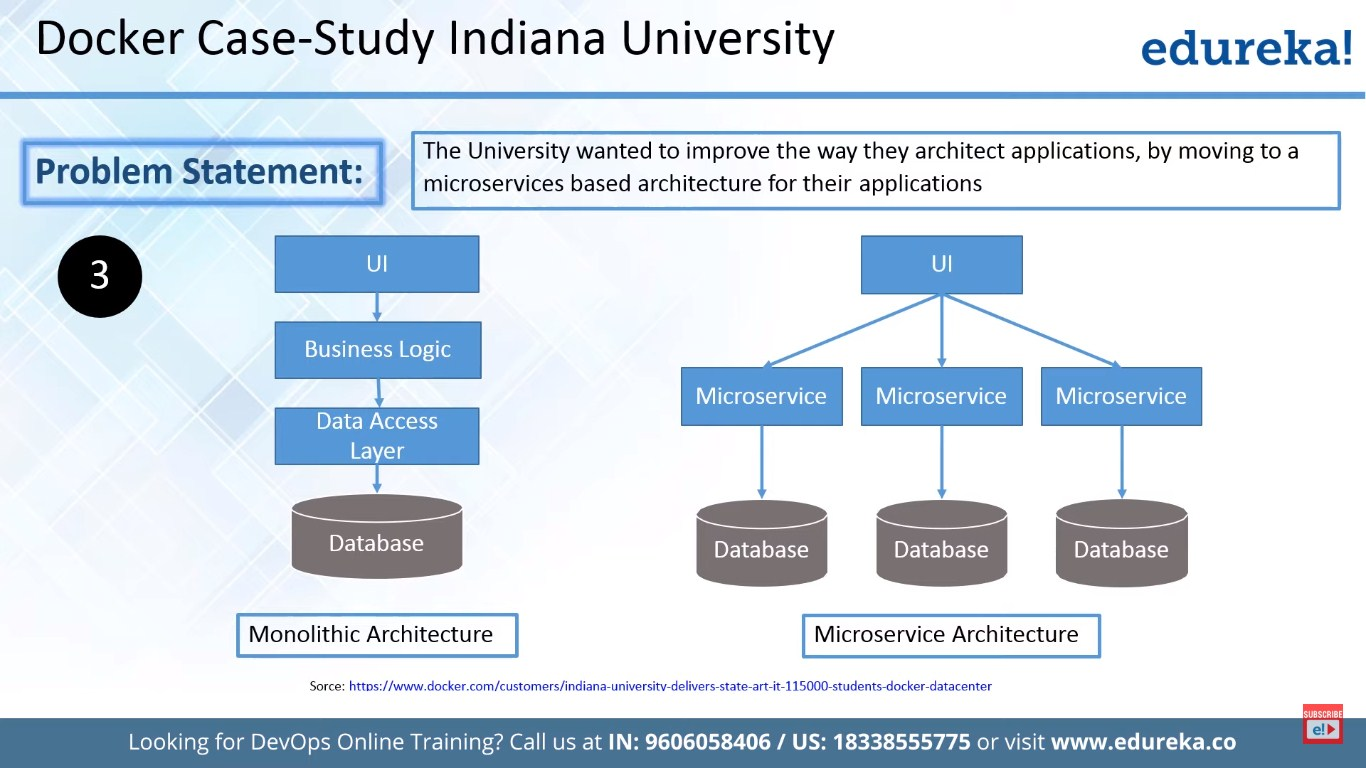 Docker Case-Study Indiana University
edureka!
Problem Statement:
The University wanted to improve the way they architect applications, by moving to a
microservices based architecture for their applications
3
UI
Business Logic
Data Access
Layer
Database
Monolithic Architecture
UI
Microservice
Microservice
Microservice
Database
Database
Database
Microservice Architecture
Sorce: https://www.docker.com/customers/indiana-university-delivers-state-art-it-115000-students-docker-datacenter
SUBSCRIBE
e!
Looking for DevOps Online Training? Call us at IN: 9606058406 / US: 18338555775 or visit www.edureka.co